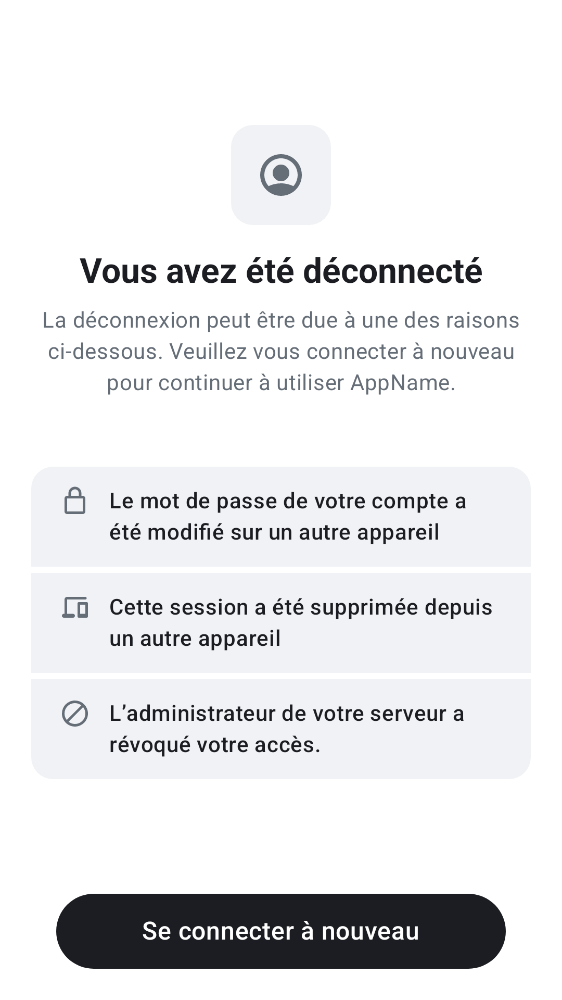 Vous avez été déconnecté
La déconnexion peut être due à une des raisons
ci-dessous. Veuillez vous connecter à nouveau
pour continuer à utiliser AppName.
Le mot de passe de votre compte a
été modifié sur un autre appareil
Cette session a été supprimée depuis
un autre appareil
L’administrateur de votre serveur a
révoqué votre accès.
Se connecter à nouveau